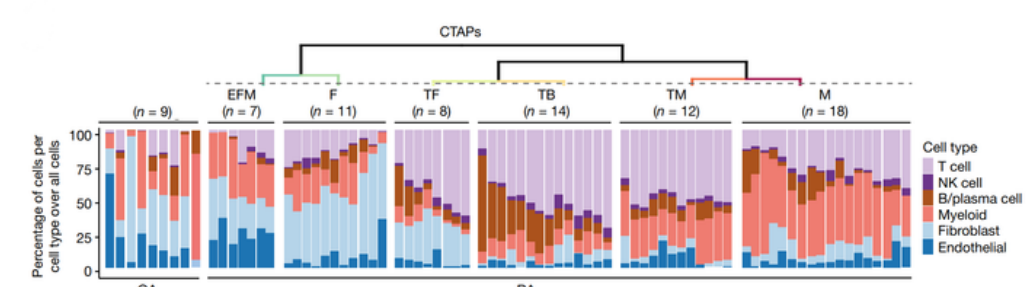 CTAPs
EFM F TF TB TM M
(n = 9) (n = 7) (n = 11) (n = 8) (n = 14) (n = 12) (n = 18)
Percentage of cells per
cell type over all cells
100
75
50
25
0
Cell type
T cell
NK cell
B/plasma cell
Myeloid
Fibroblast
Endothelial